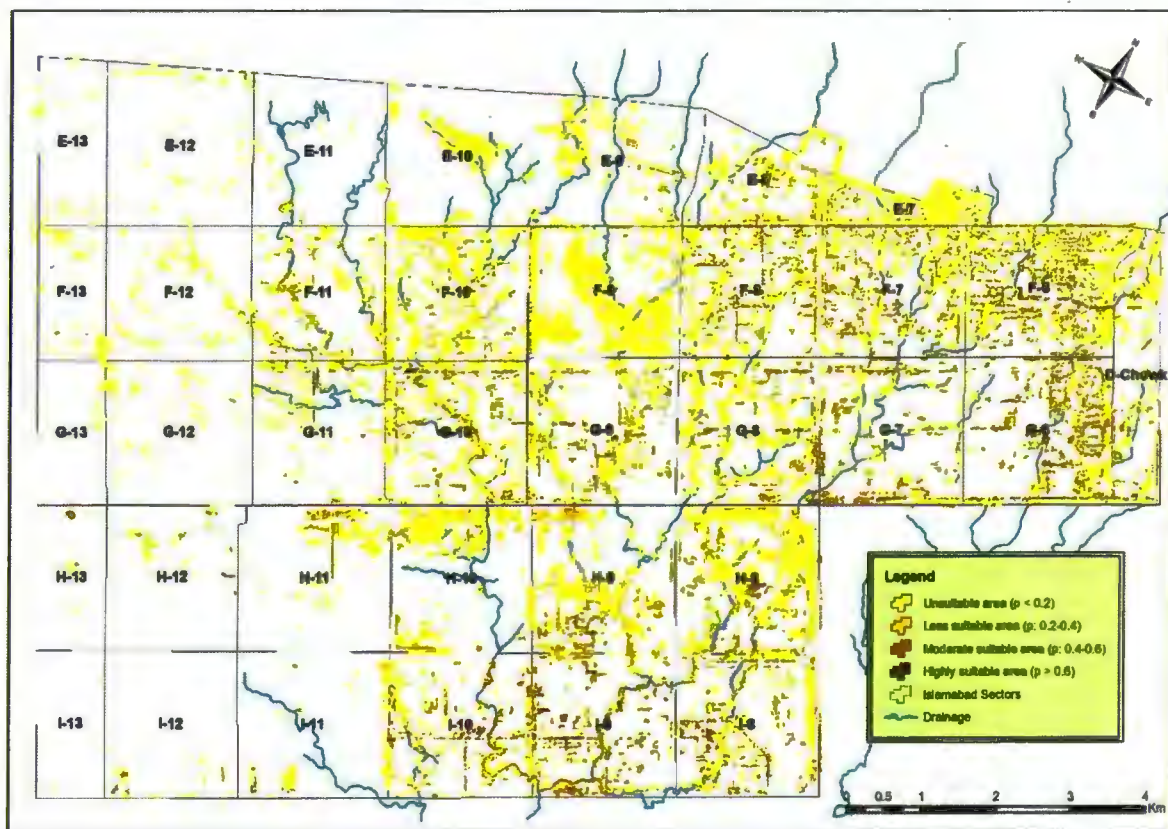 N
E-13 E-12 E-11 E-10 E-9 E-8 E-7
F-13 F-12 F-11 F-10 F-9 F-8 F-7 F-6
D-Chowk
G-13 G-12 G-11 G-10 G-9 G-8 G-7 G-6
H-13 H-12 H-11 H-10 H-9 H-8
I-13 I-12 I-11 I-10 I-9 I-8
Legend
Unsuitable area (p < 0.2)
Less suitable area (p: 0.2-0.4)
Moderate suitable area (p: 0.4-0.6)
Highly suitable area (p > 0.6)
Islamabad Sectors
Drainage
0 0.5 1 2 3 4
Km